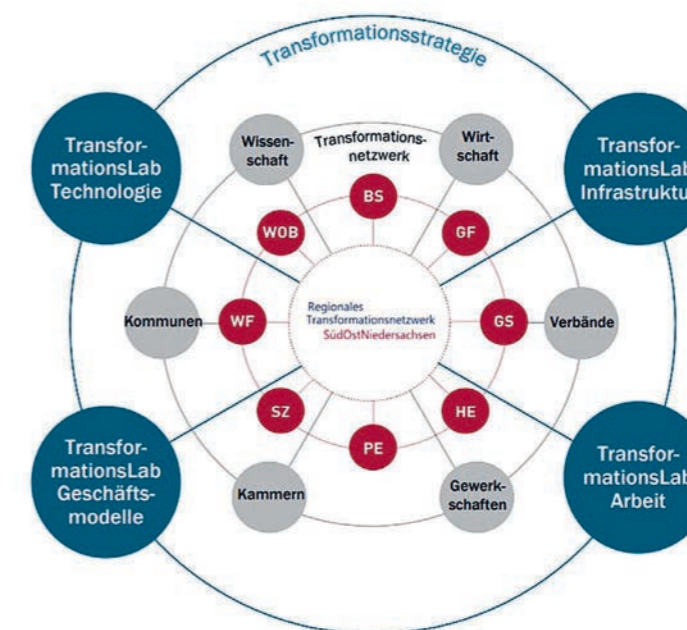 Transformationsstrategie
Transfor-
mationsLab
Technologie
Wissen-
schaft
Transformations-
netzwerk
Wirt-
schaft
Transfor-
mationsLab
Infrastruktur
BS
WOB
GF
Kommunen
WF
Regionales
Transformationsnetzwerk
SüdOstNiedersachsen
GS
Verbände
SZ
HE
PE
Transfor-
mationsLab
Geschäfts-
modelle
Kammern
Gewerk-
schaften
Transfor-
mationsLab
Arbeit